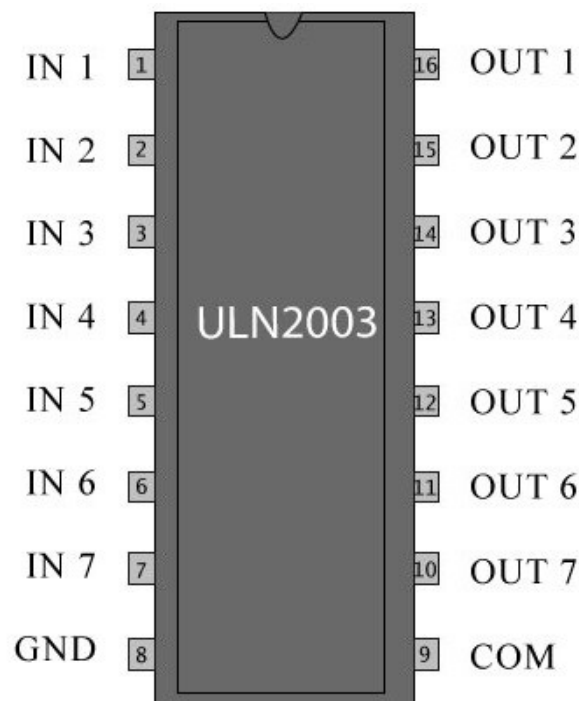 IN 1 1 16 OUT 1
IN 2 2 15 OUT 2
IN 3 3 14 OUT 3
IN 4 4 ULN2003 13 OUT 4
IN 5 5 12 OUT 5
IN 6 6 11 OUT 6
IN 7 7 10 OUT 7
GND 8 9 COM